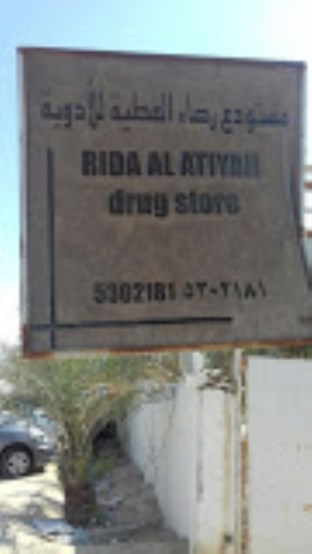 مستودع رضاء العطية للأدوية
RIDA AL ATIYAH
drug store
5302181 ٥٣٠٢١٨١